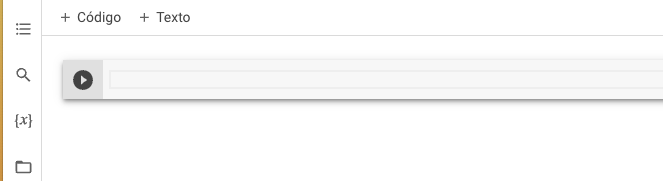 + Código + Texto
{x}